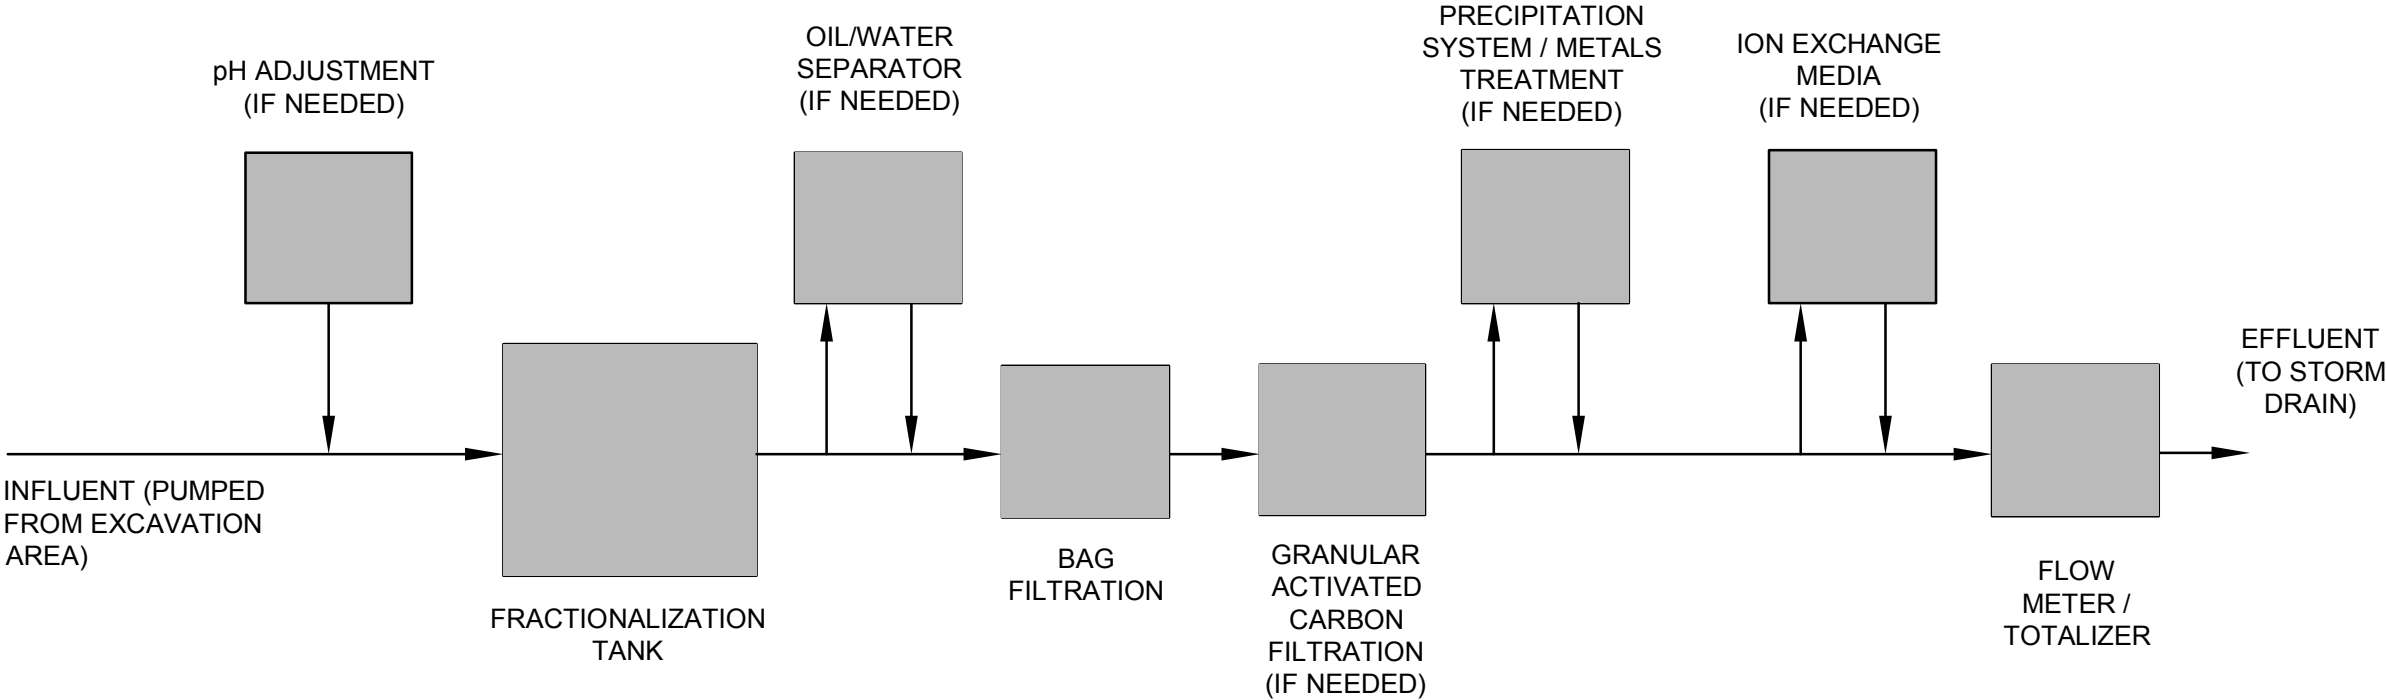 pH ADJUSTMENT
(IF NEEDED)
OIL/WATER
SEPARATOR
(IF NEEDED)
PRECIPITATION
SYSTEM / METALS
TREATMENT
(IF NEEDED)
ION EXCHANGE
MEDIA
(IF NEEDED)
INFLUENT (PUMPED
FROM EXCAVATION
AREA)
FRACTIONALIZATION
TANK
BAG
FILTRATION
GRANULAR
ACTIVATED
CARBON
FILTRATION
(IF NEEDED)
FLOW
METER /
TOTALIZER
EFFLUENT
(TO STORM
DRAIN)